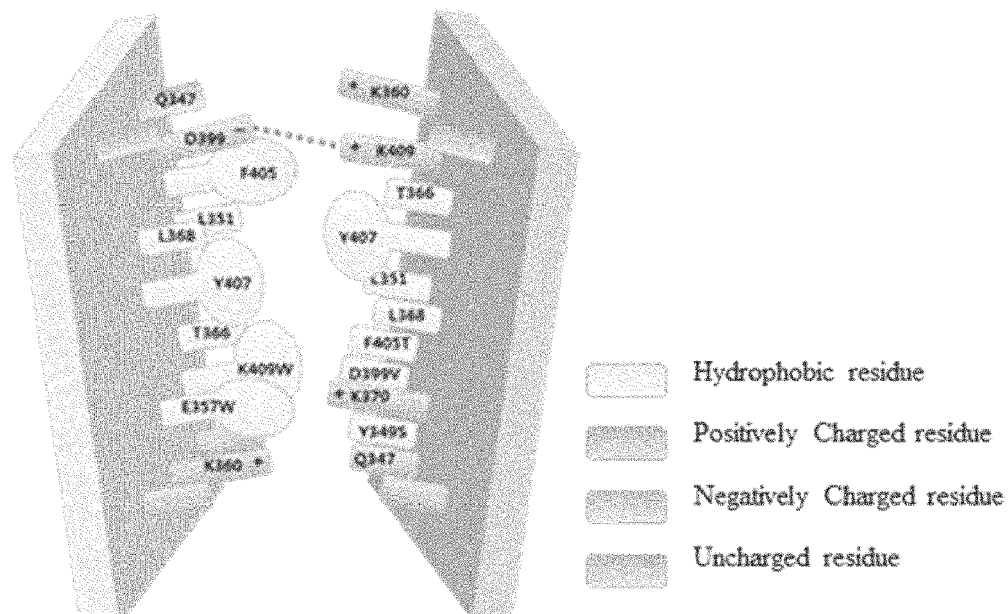 Q347
D399 −
F405
L351
L368
Y407
T366
K409W
E357W
K360 +
+ K360
+ K409
T366
Y407
L351
L368
F405T
D399V
+ K370
Y349S
Q347
Hydrophobic residue
Positively Charged residue
Negatively Charged residue
Uncharged residue